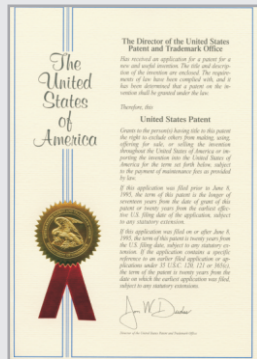 The
United
States
of
America
The Director of the United States
Patent and Trademark Office
Has received an application for a patent for a
new and useful invention. The title and descrip-
tion of the invention are enclosed. The require-
ments of law have been complied with, and it
has been determined that a patent on the in-
vention shall be granted under the law.
Therefore, this
United States Patent
Grants to the person(s) having title to this patent
the right to exclude others from making, using,
offering for sale, or selling the invention
throughout the United States of America or im-
porting the invention into the United States of
America for the term set forth below, subject
to the payment of maintenance fees as provided
by law.
If this application was filed prior to June 8,
1995, the term of this patent is the longer of
seventeen years from the date of grant of this
patent or twenty years from the earliest effec-
tive U.S. filing date of the application, subject
to any statutory extension.
If this application was filed on or after June 8,
1995, the term of this patent is twenty years from
the U.S. filing date, subject to any statutory ex-
tension. If the application contains a specific
reference to an earlier filed application or ap-
plications under 35 U.S.C. 120, 121 or 365(c),
the term of the patent is twenty years from the
date on which the earliest application was filed,
subject to any statutory extensions.
Director of the United States Patent and Trademark Office